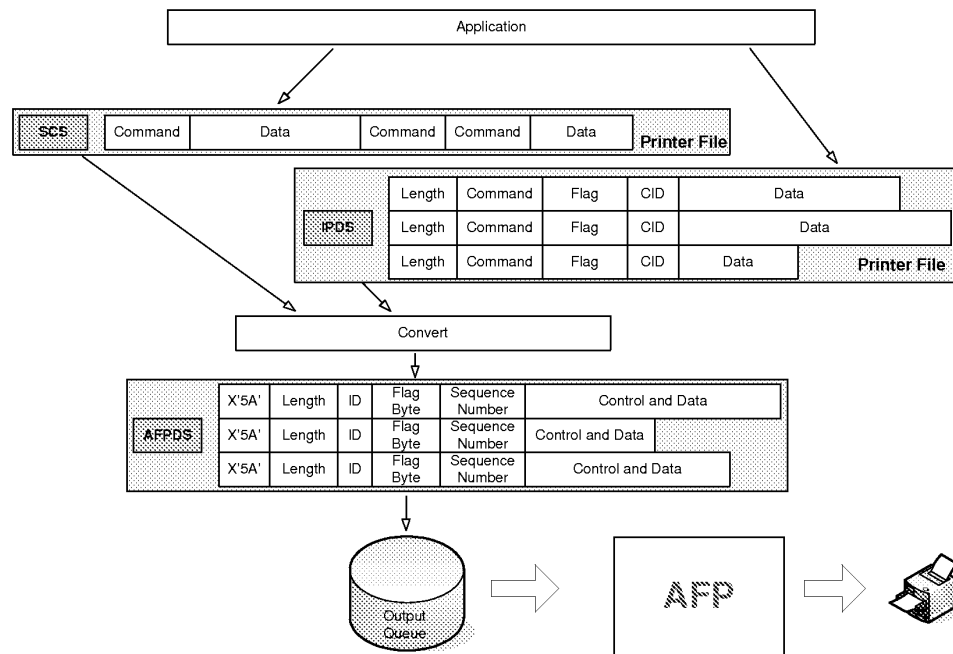 Application
SCS Command Data Command Command Data
Printer File
IPDS
Length Command Flag CID Data
Length Command Flag CID Data
Length Command Flag CID Data
Printer File
Convert
AFPDS
X'5A' Length ID Flag Byte Sequence Number Control and Data
X'5A' Length ID Flag Byte Sequence Number Control and Data
X'5A' Length ID Flag Byte Sequence Number Control and Data
Output
Queue
AFP